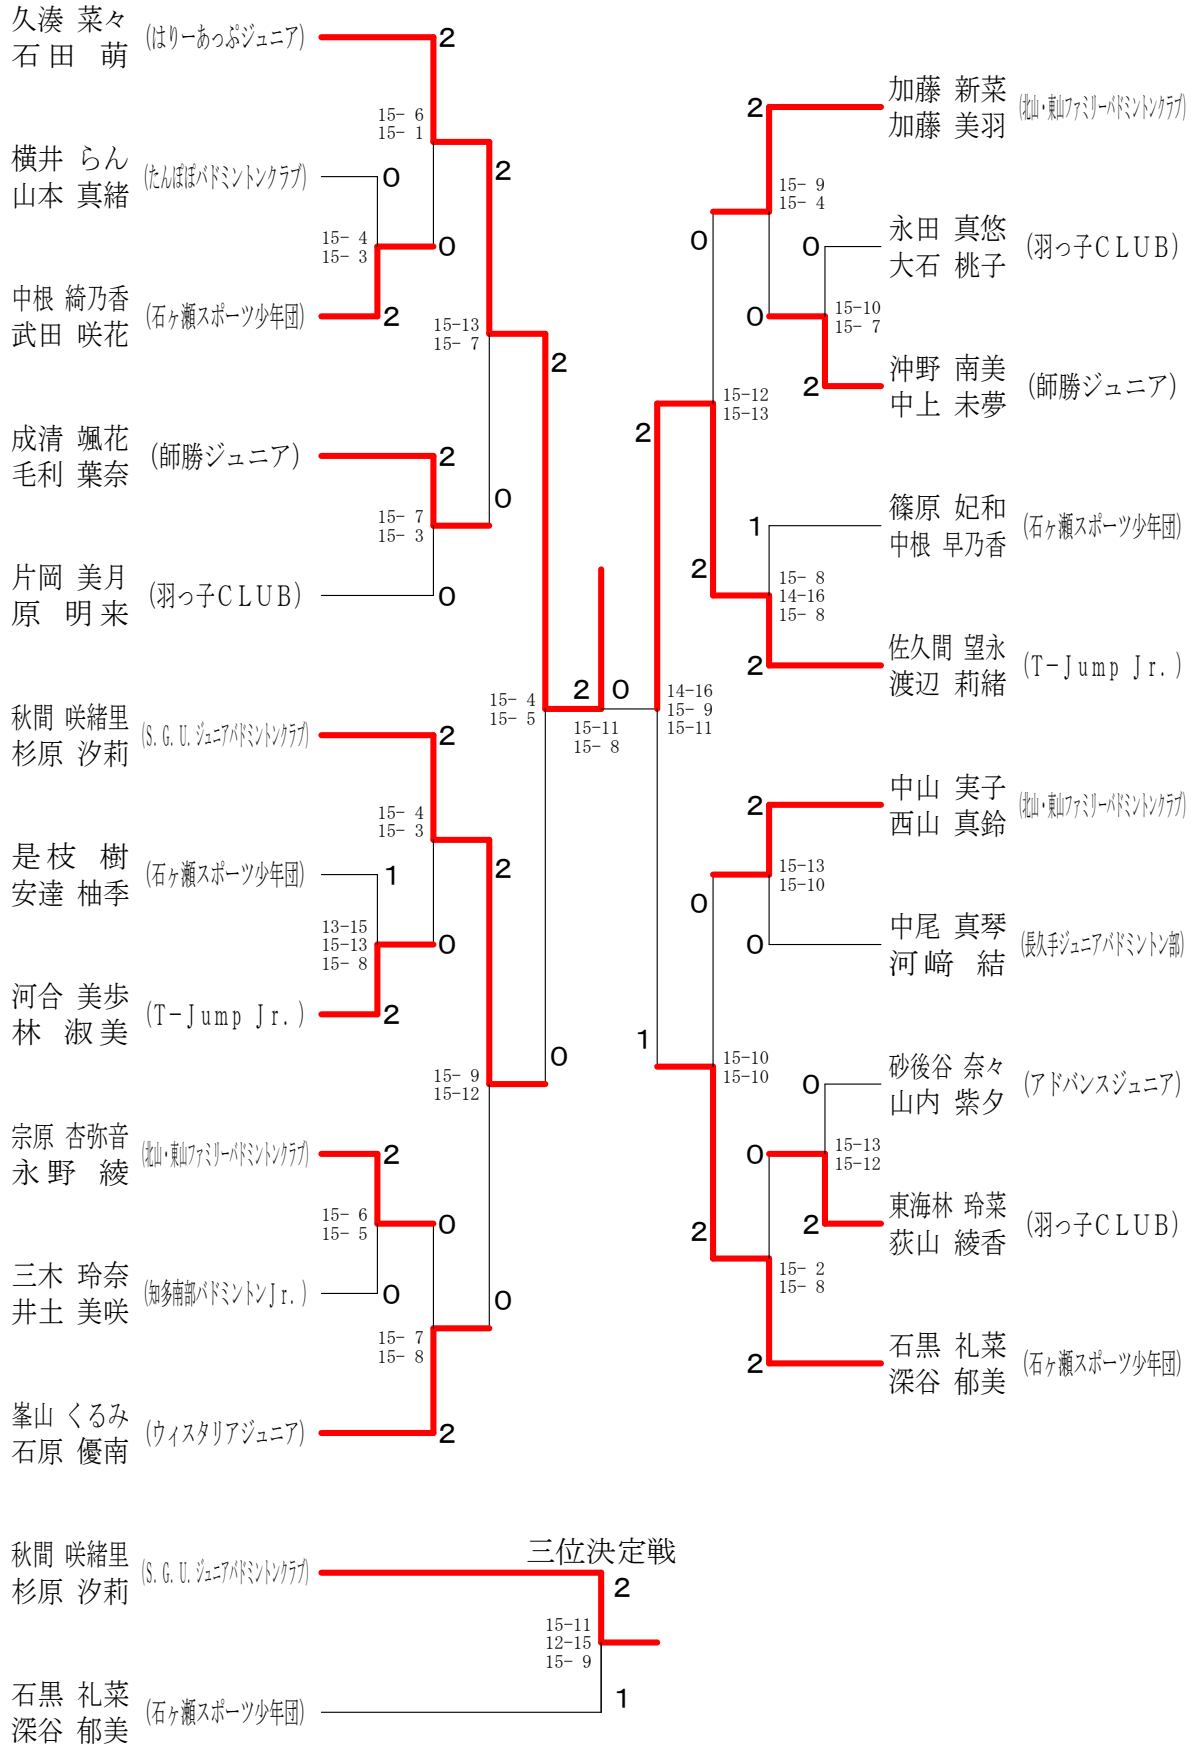 久湊 菜々
石田 萌
(はりーあっぷジュニア)
2
15- 6
15- 1
横井 らん
山本 真緒
(たんぽぽバドミントンクラブ)
0
2
15- 4
15- 3
0
中根 綺乃香
武田 咲花
(石ヶ瀬スポーツ少年団)
2
15-13
15- 7
2
成清 颯花
毛利 葉奈
(師勝ジュニア)
2
15- 7
15- 3
0
片岡 美月
原 明来
(羽っ子CLUB)
0
秋間 咲緒里
杉原 汐莉
(S.G.U.ジュニアバドミントンクラブ)
2
15- 4
15- 5
2
0
15-11
15- 8
15- 4
15- 3
是枝 樹
安達 柚季
(石ヶ瀬スポーツ少年団)
1
2
13-15
15-13
15- 8
0
河合 美歩
林 淑美
(T-Jump Jr.)
2
15- 9
15-12
0
宗原 杏弥音
永野 綾
(北山・東山ファミリーバドミントンクラブ)
2
15- 6
15- 5
0
三木 玲奈
井土 美咲
(知多南部バドミントンJr.)
0
0
15- 7
15- 8
峯山 くるみ
石原 優南
(ウィスタリアジュニア)
2
加藤 新菜
加藤 美羽
(北山・東山ファミリーバドミントンクラブ)
2
15- 9
15- 4
0
永田 真悠
大石 桃子
(羽っ子CLUB)
0
0
15-10
15- 7
沖野 南美
中上 未夢
(師勝ジュニア)
2
15-12
15-13
2
篠原 妃和
中根 早乃香
(石ヶ瀬スポーツ少年団)
1
2
15- 8
14-16
15- 8
佐久間 望永
渡辺 莉緒
(T-Jump Jr.)
2
14-16
15- 9
15-11
中山 実子
西山 真鈴
(北山・東山ファミリーバドミントンクラブ)
2
15-13
15-10
0
中尾 真琴
河﨑 結
(長久手ジュニアバドミントン部)
0
1
15-10
15-10
砂後谷 奈々
山内 紫夕
(アドバンスジュニア)
0
15-13
15-12
0
東海林 玲菜
荻山 綾香
(羽っ子CLUB)
2
2
15- 2
15- 8
石黒 礼菜
深谷 郁美
(石ヶ瀬スポーツ少年団)
2
三位決定戦
秋間 咲緒里
杉原 汐莉
(S.G.U.ジュニアバドミントンクラブ)
2
15-11
12-15
15- 9
石黒 礼菜
深谷 郁美
(石ヶ瀬スポーツ少年団)
1